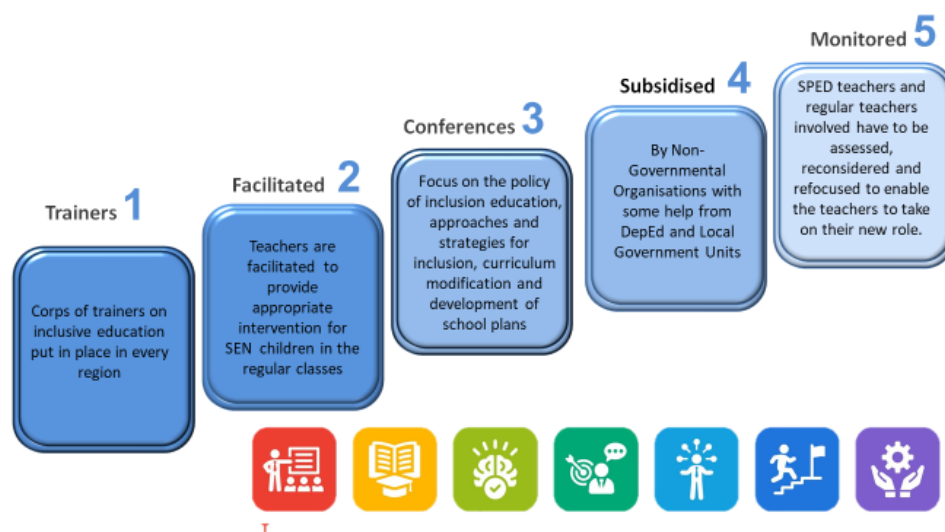 Trainers 1
Corps of trainers on
inclusive education
put in place in every
region
Facilitated 2
Teachers are
facilitated to
provide
appropriate
intervention for
SEN children in the
regular classes
Conferences 3
Focus on the policy
of inclusion education,
approaches and
strategies for
inclusion, curriculum
modification and
development of
school plans
Subsidised 4
By Non-
Governmental
Organisations with
some help from
DepEd and Local
Government Units
Monitored 5
SPED teachers and
regular teachers
involved have to be
assessed,
reconsidered and
refocused to enable
the teachers to take
on their new role.